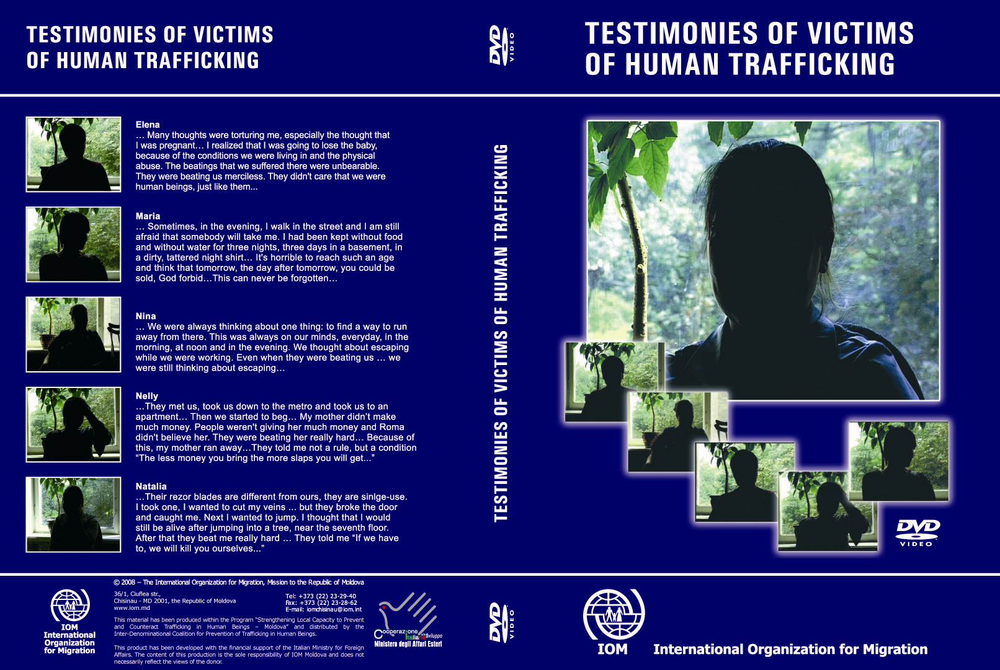 TESTIMONIES OF VICTIMS
OF HUMAN TRAFFICKING
Elena
… Many thoughts were torturing me, especially the thought that
I was pregnant… I realized that I was going to lose the baby,
because of the conditions we were living in and the physical
abuse. The beatings that we suffered there were unbearable.
They were beating us merciless. They didn't care that we were
human beings, just like them...
Maria
… Sometimes, in the evening, I walk in the street and I am still
afraid that somebody will take me. I had been kept without food
and without water for three nights, three days in a basement, in
a dirty, tattered night shirt… It's horrible to reach such an age
and think that tomorrow, the day after tomorrow, you could be
sold, God forbid…This can never be forgotten…
Nina
… We were always thinking about one thing: to find a way to run
away from there. This was always on our minds, everyday, in the
morning, at noon and in the evening. We thought about escaping
while we were working. Even when they were beating us … we
were still thinking about escaping…
Nelly
…They met us, took us down to the metro and took us to an
apartment… Then we started to beg… My mother didn’t make
much money. People weren't giving her much money and Roma
didn't believe her. They were beating her really hard… Because of
this, my mother ran away…They told me not a rule, but a condition
“The less money you bring the more slaps you will get...”
Natalia
…Their rezor blades are different from ours, they are sinlge-use.
I took one, I wanted to cut my veins ... but they broke the door
and caught me. Next I wanted to jump. I thought that I would
still be alive after jumping into a tree, near the seventh floor.
After that they beat me really hard … They told me “If we have
to, we will kill you ourselves...”
IOM
International
Organization
for Migration
© 2008 – The International Organization for Migration, Mission to the Republic of Moldova
36/1, Ciuflea str.,
Chisinau - MD 2001, the Republic of Moldova
www.iom.md
Tel: +373 (22) 23-29-40
Fax: +373 (22) 23-28-62
E-mail: iomchisinau@iom.int
This material has been produced within the Program “Strengthening Local Capacity to Prevent
and Counteract Trafficking in Human Beings – Moldova” and distributed by the
Inter-Denominational Coalition for Prevention of Trafficking in Human Beings.
This product has been developed with the financial support of the Italian Ministry for Foreign
Affairs. The content of this production is the sole responsibility of IOM Moldova and does not
necessarily reflect the views of the donor.
Cooperazione
Italiana Sviluppo
Ministero degli Affari Esteri
DVD
VIDEO
TESTIMONIES OF VICTIMS OF HUMAN TRAFFICKING
DVD
VIDEO
TESTIMONIES OF VICTIMS
OF HUMAN TRAFFICKING
DVD
VIDEO
IOM International Organization for Migration